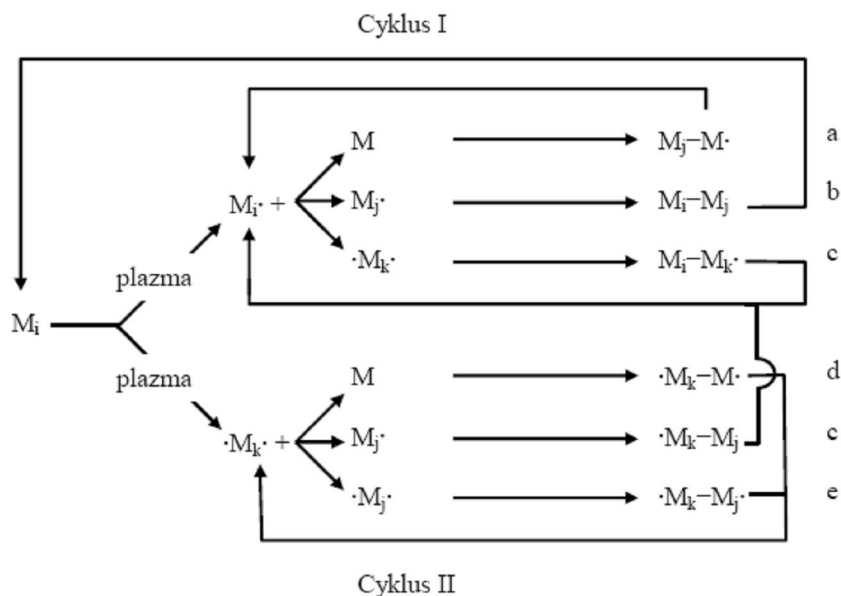 Cyklus I
M Mⱼ–M· a
Mᵢ· + Mⱼ· Mᵢ–Mⱼ b
·Mₖ· Mᵢ–Mₖ· c
plazma
Mᵢ
plazma
M ·Mₖ–M· d
·Mₖ· + Mⱼ· ·Mₖ–Mⱼ c
·Mⱼ· ·Mₖ–Mⱼ· e
Cyklus II